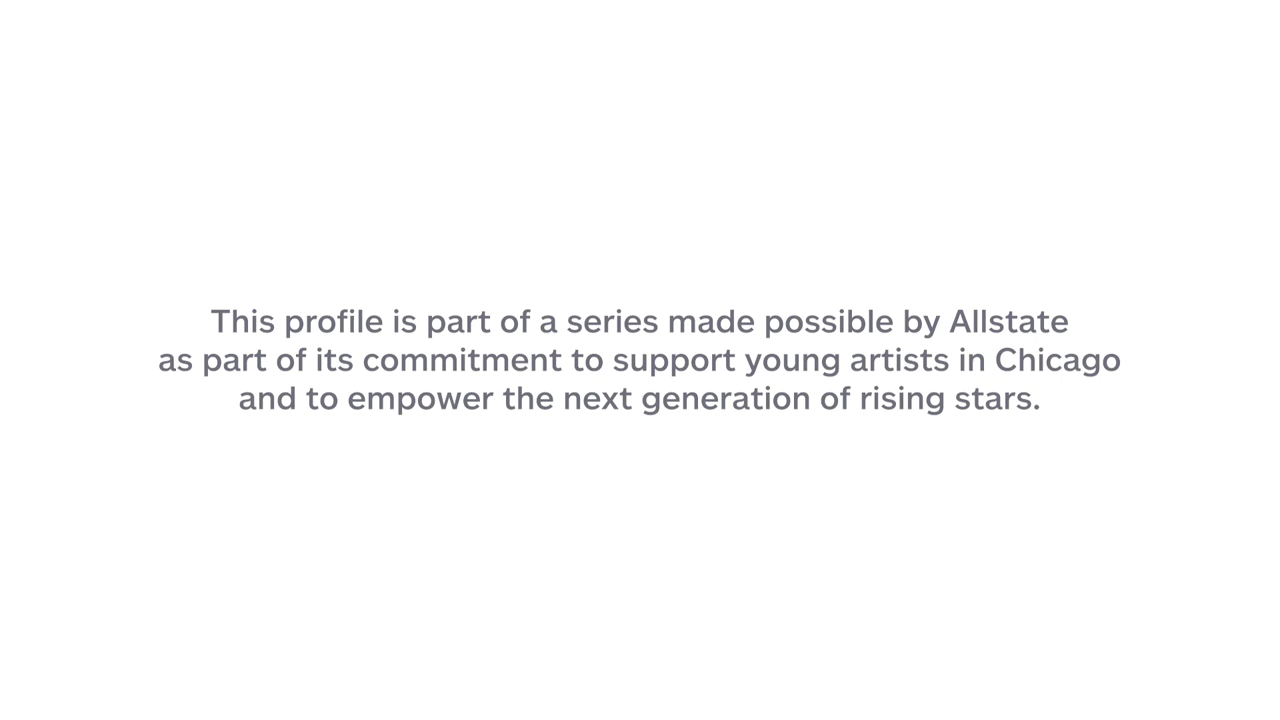 This profile is part of a series made possible by Allstate
as part of its commitment to support young artists in Chicago
and to empower the next generation of rising stars.